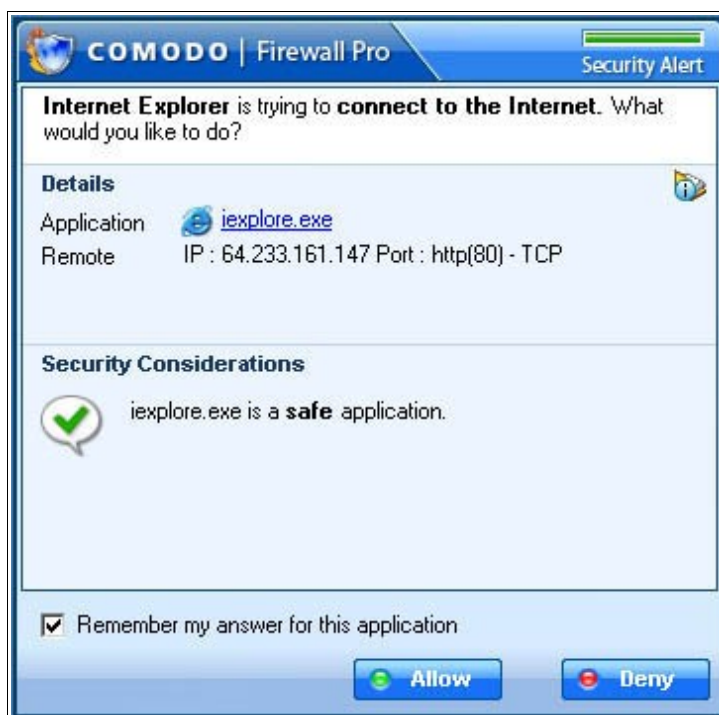 COMODO | Firewall Pro
Security Alert
Internet Explorer is trying to connect to the Internet. What
would you like to do?
Details
Application iexplore.exe
Remote IP : 64.233.161.147 Port : http(80) - TCP
Security Considerations
iexplore.exe is a safe application.
Remember my answer for this application
Allow
Deny